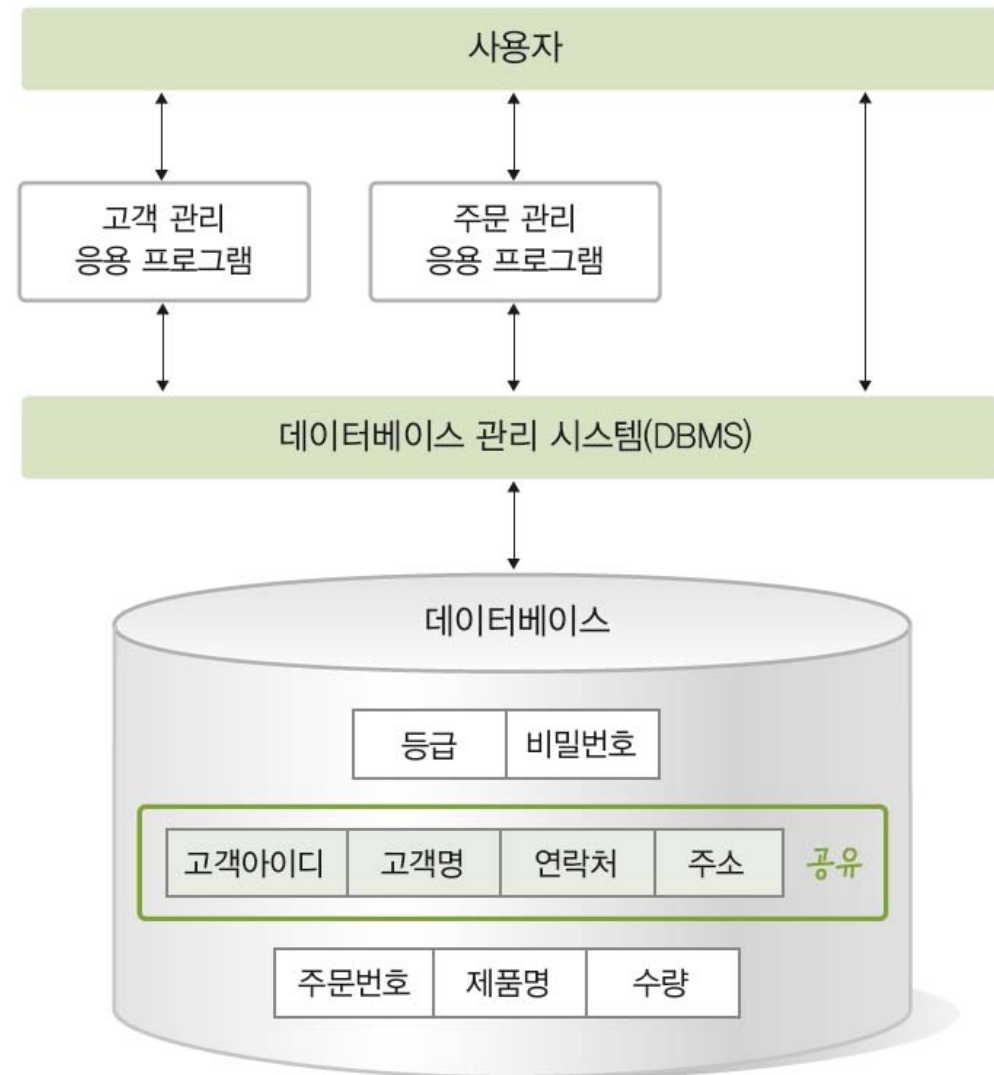 사용자
고객 관리
응용 프로그램
주문 관리
응용 프로그램
데이터베이스 관리 시스템(DBMS)
데이터베이스
등급 비밀번호
고객아이디 고객명 연락처 주소 공유
주문번호 제품명 수량